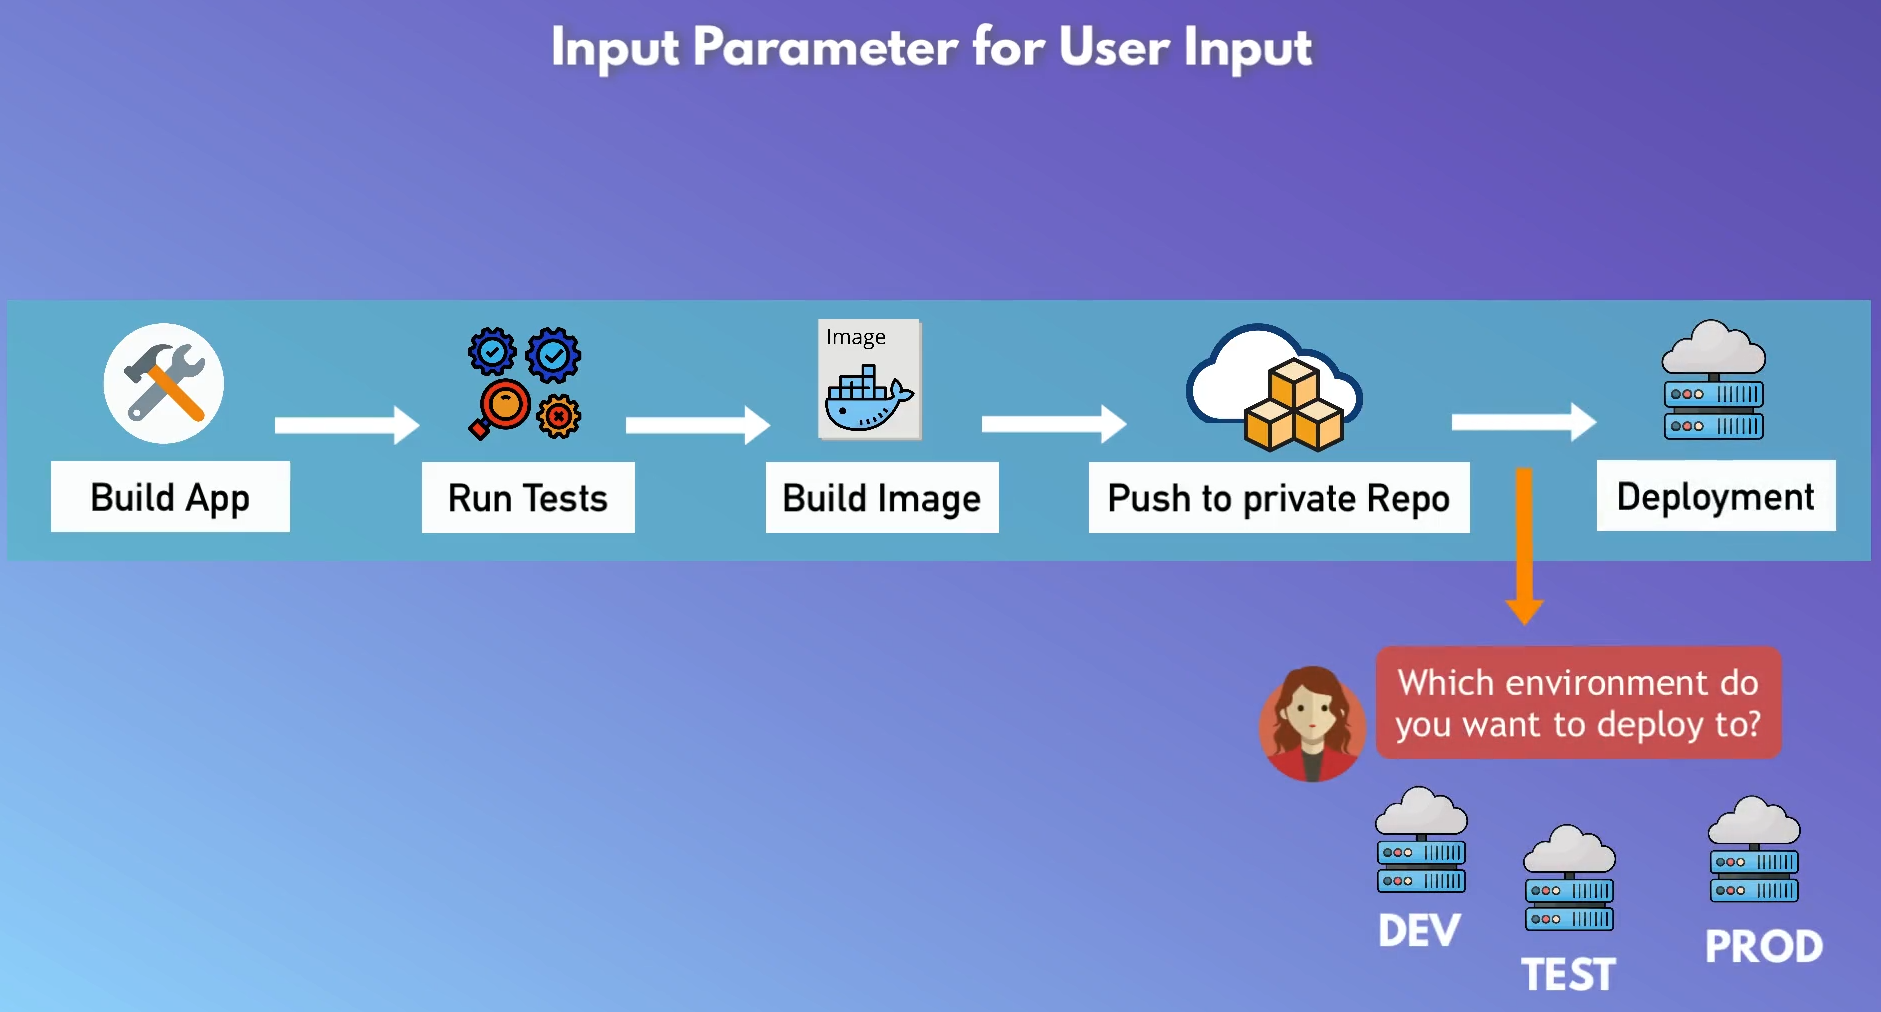 Input Parameter for User Input
Image
Build App
Run Tests
Build Image
Push to private Repo
Deployment
Which environment do
you want to deploy to?
DEV
TEST
PROD